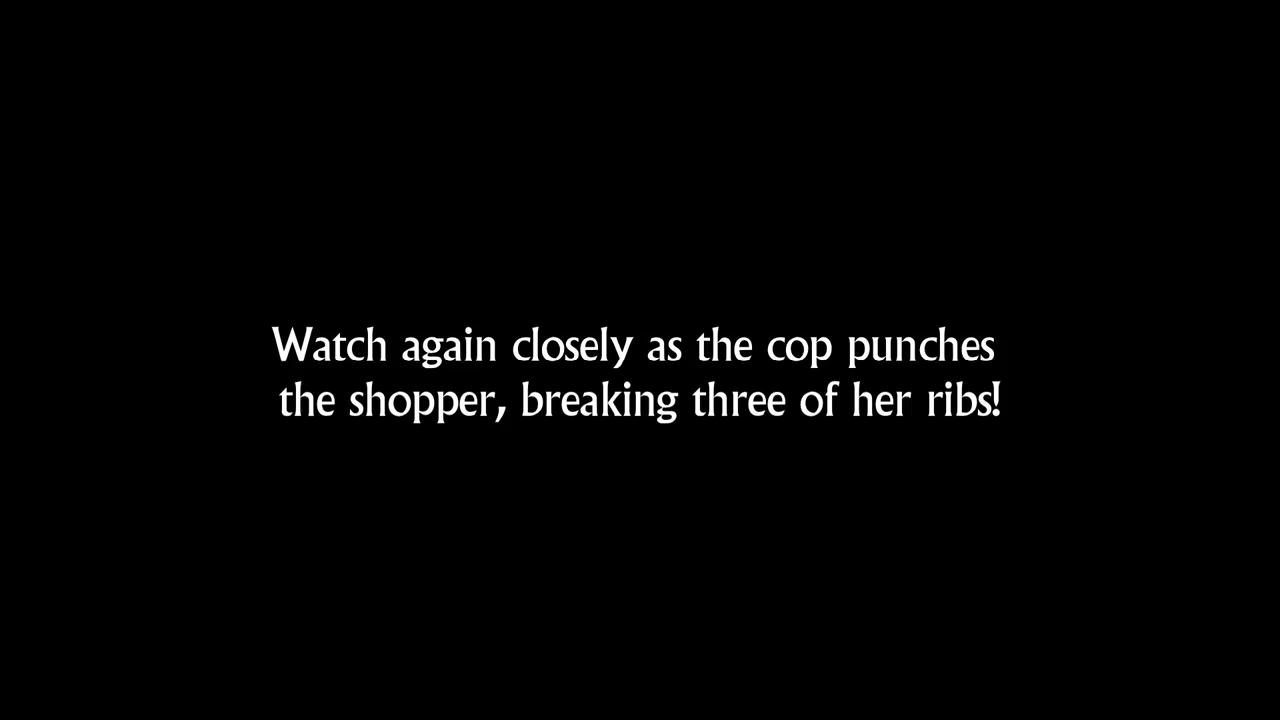 Watch again closely as the cop punches
the shopper, breaking three of her ribs!